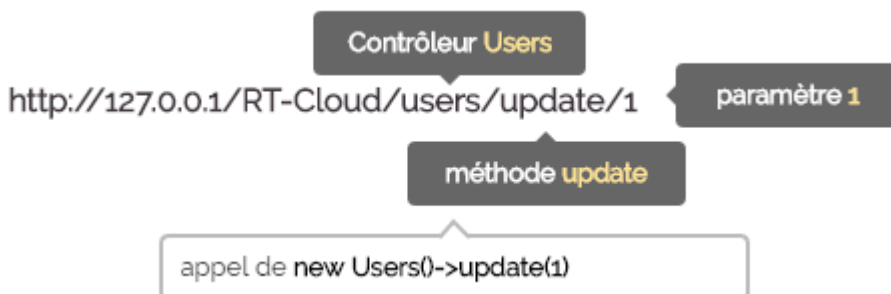 Contrôleur Users
http://127.0.0.1/RT-Cloud/users/update/1
paramètre 1
méthode update
appel de new Users()->update(1)